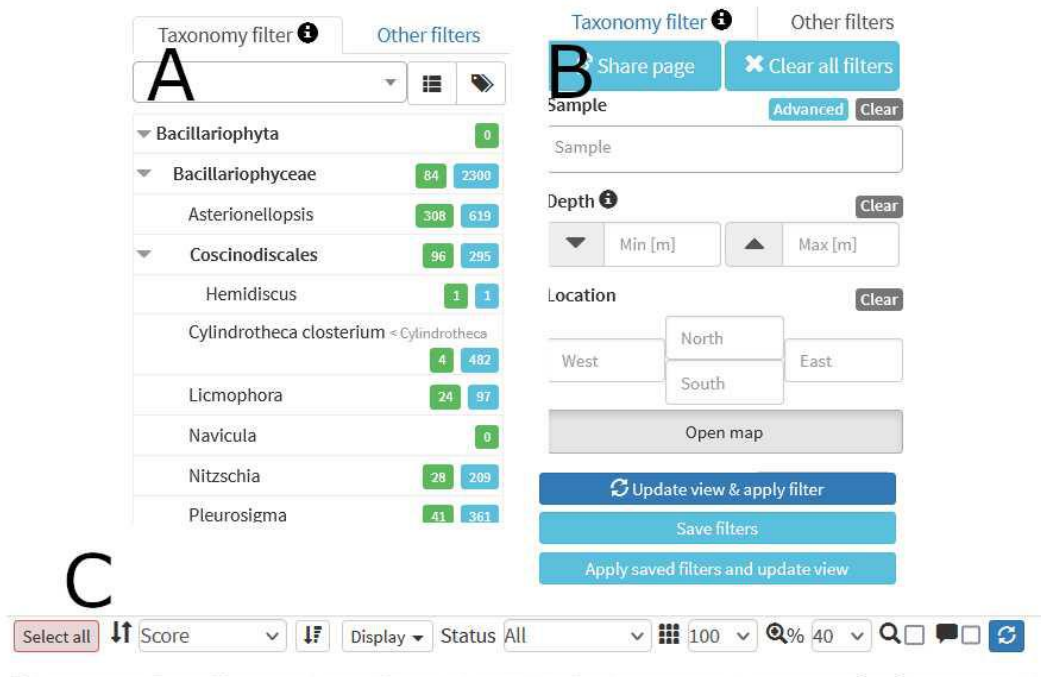 Taxonomy filter
Other filters
A
Bacillariophyta 0
Bacillariophyceae 84 2300
Asterionellopsis 308 619
Coscinodiscales 96 295
Hemidiscus 1 1
Cylindrotheca closterium < Cylindrotheca
4 482
Licmophora 24 97
Navicula 0
Nitzschia 28 209
Pleurosigma 41 361
Taxonomy filter
Other filters
B
Share page
Clear all filters
Sample Advanced Clear
Sample
Depth Clear
Min [m] Max [m]
Location Clear
North
West East
South
Open map
Update view & apply filter
Save filters
Apply saved filters and update view
C
Select all Score Display Status All 100 % 40